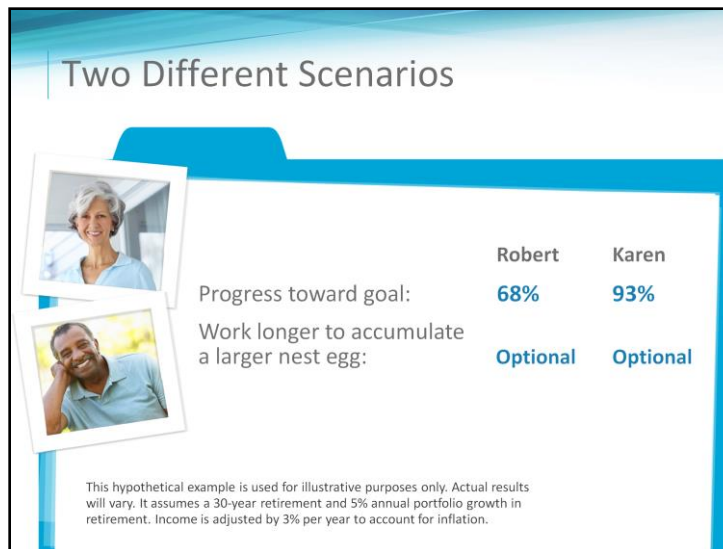 Two Different Scenarios
Robert Karen
Progress toward goal: 68% 93%
Work longer to accumulate
a larger nest egg: Optional Optional
This hypothetical example is used for illustrative purposes only. Actual results
will vary. It assumes a 30-year retirement and 5% annual portfolio growth in
retirement. Income is adjusted by 3% per year to account for inflation.